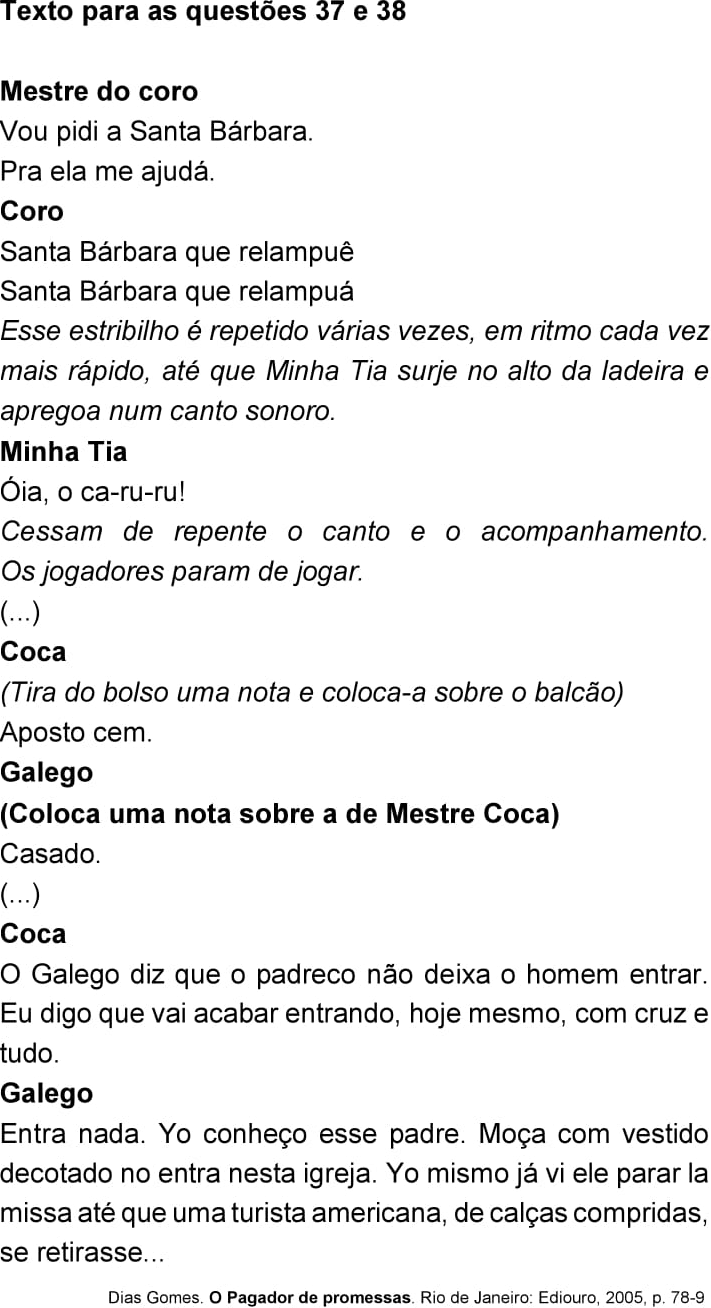 Texto para as questões 37 e 38
Mestre do coro
Vou pidi a Santa Bárbara.
Pra ela me ajudá.
Coro
Santa Bárbara que relampuê
Santa Bárbara que relampuá
Esse estribilho é repetido várias vezes, em ritmo cada vez
mais rápido, até que Minha Tia surje no alto da ladeira e
apregoa num canto sonoro.
Minha Tia
Óia, o ca-ru-ru!
Cessam de repente o canto e o acompanhamento.
Os jogadores param de jogar.
(...)
Coca
(Tira do bolso uma nota e coloca-a sobre o balcão)
Aposto cem.
Galego
(Coloca uma nota sobre a de Mestre Coca)
Casado.
(...)
Coca
O Galego diz que o padreco não deixa o homem entrar.
Eu digo que vai acabar entrando, hoje mesmo, com cruz e
tudo.
Galego
Entra nada. Yo conheço esse padre. Moça com vestido
decotado no entra nesta igreja. Yo mismo já vi ele parar la
missa até que uma turista americana, de calças compridas,
se retirasse...
Dias Gomes. O Pagador de promessas. Rio de Janeiro: Ediouro, 2005, p. 78-9